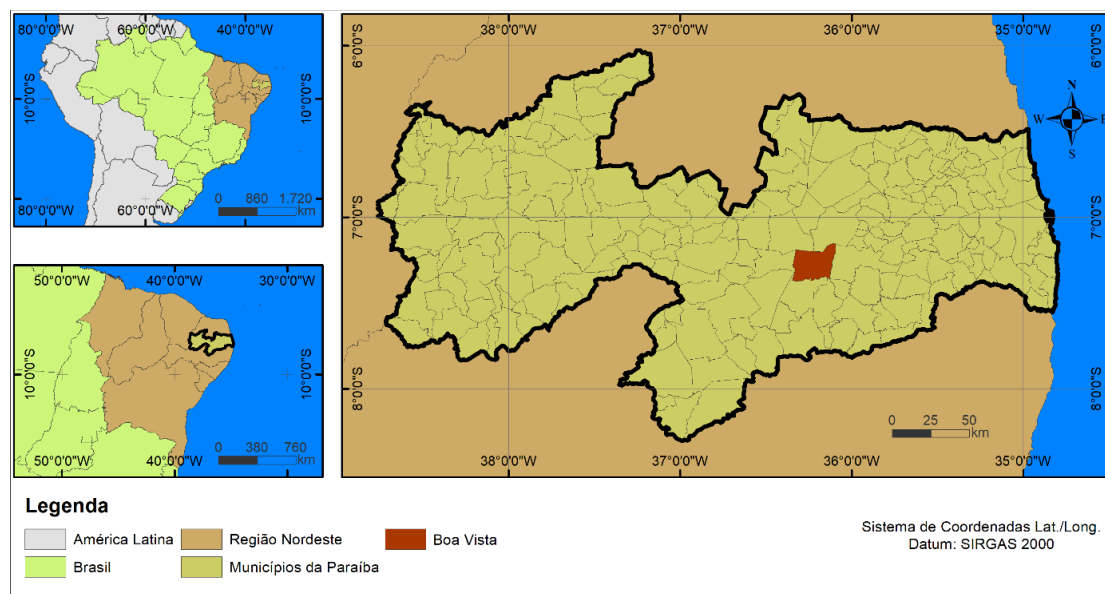 80°0'0"W 60°0'0"W 40°0'0"W
10°0'0"S 10°0'0"S
0 860 1.720
km
80°0'0"W 60°0'0"W 40°0'0"W
50°0'0"W 40°0'0"W 30°0'0"W
10°0'0"S 10°0'0"S
0 380 760
km
50°0'0"W 40°0'0"W 30°0'0"W
38°0'0"W 37°0'0"W 36°0'0"W 35°0'0"W
6°0'0"S 6°0'0"S
N
W E
S
7°0'0"S 7°0'0"S
8°0'0"S 8°0'0"S
0 25 50
km
38°0'0"W 37°0'0"W 36°0'0"W 35°0'0"W
Legenda
América Latina Região Nordeste Boa Vista
Brasil Municípios da Paraíba
Sistema de Coordenadas Lat./Long.
Datum: SIRGAS 2000